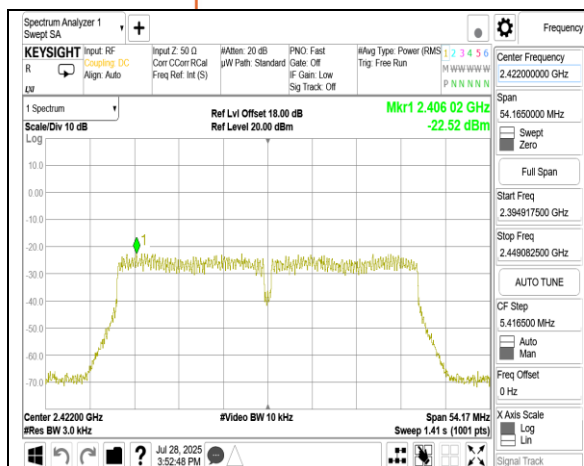 Spectrum Analyzer 1
Swept SA
Frequency
KEYSIGHT
R
Input: RF
Coupling: DC
Align: Auto
Input Z: 50 Ω
Corr CCorr RCal
Freq Ref: Int (S)
#Atten: 20 dB
µW Path: Standard
PNO: Fast
Gate: Off
IF Gain: Low
Sig Track: Off
#Avg Type: Power (RMS
Trig: Free Run
1 2 3 4 5 6
M W W W W W
P N N N N N
1 Spectrum
Scale/Div 10 dB
Ref Lvl Offset 18.00 dB
Ref Level 20.00 dBm
Mkr1 2.406 02 GHz
-22.52 dBm
Log
10.0
0.00
-10.0
-20.0
-30.0
-40.0
-50.0
-60.0
-70.0
1
Center 2.42200 GHz
#Res BW 3.0 kHz
#Video BW 10 kHz
Span 54.17 MHz
Sweep 1.41 s (1001 pts)
Jul 28, 2025
3:52:48 PM
Center Frequency
2.422000000 GHz
Span
54.1650000 MHz
Swept
Zero
Full Span
Start Freq
2.394917500 GHz
Stop Freq
2.449082500 GHz
AUTO TUNE
CF Step
5.416500 MHz
Auto
Man
Freq Offset
0 Hz
X Axis Scale
Log
Lin
Signal Track